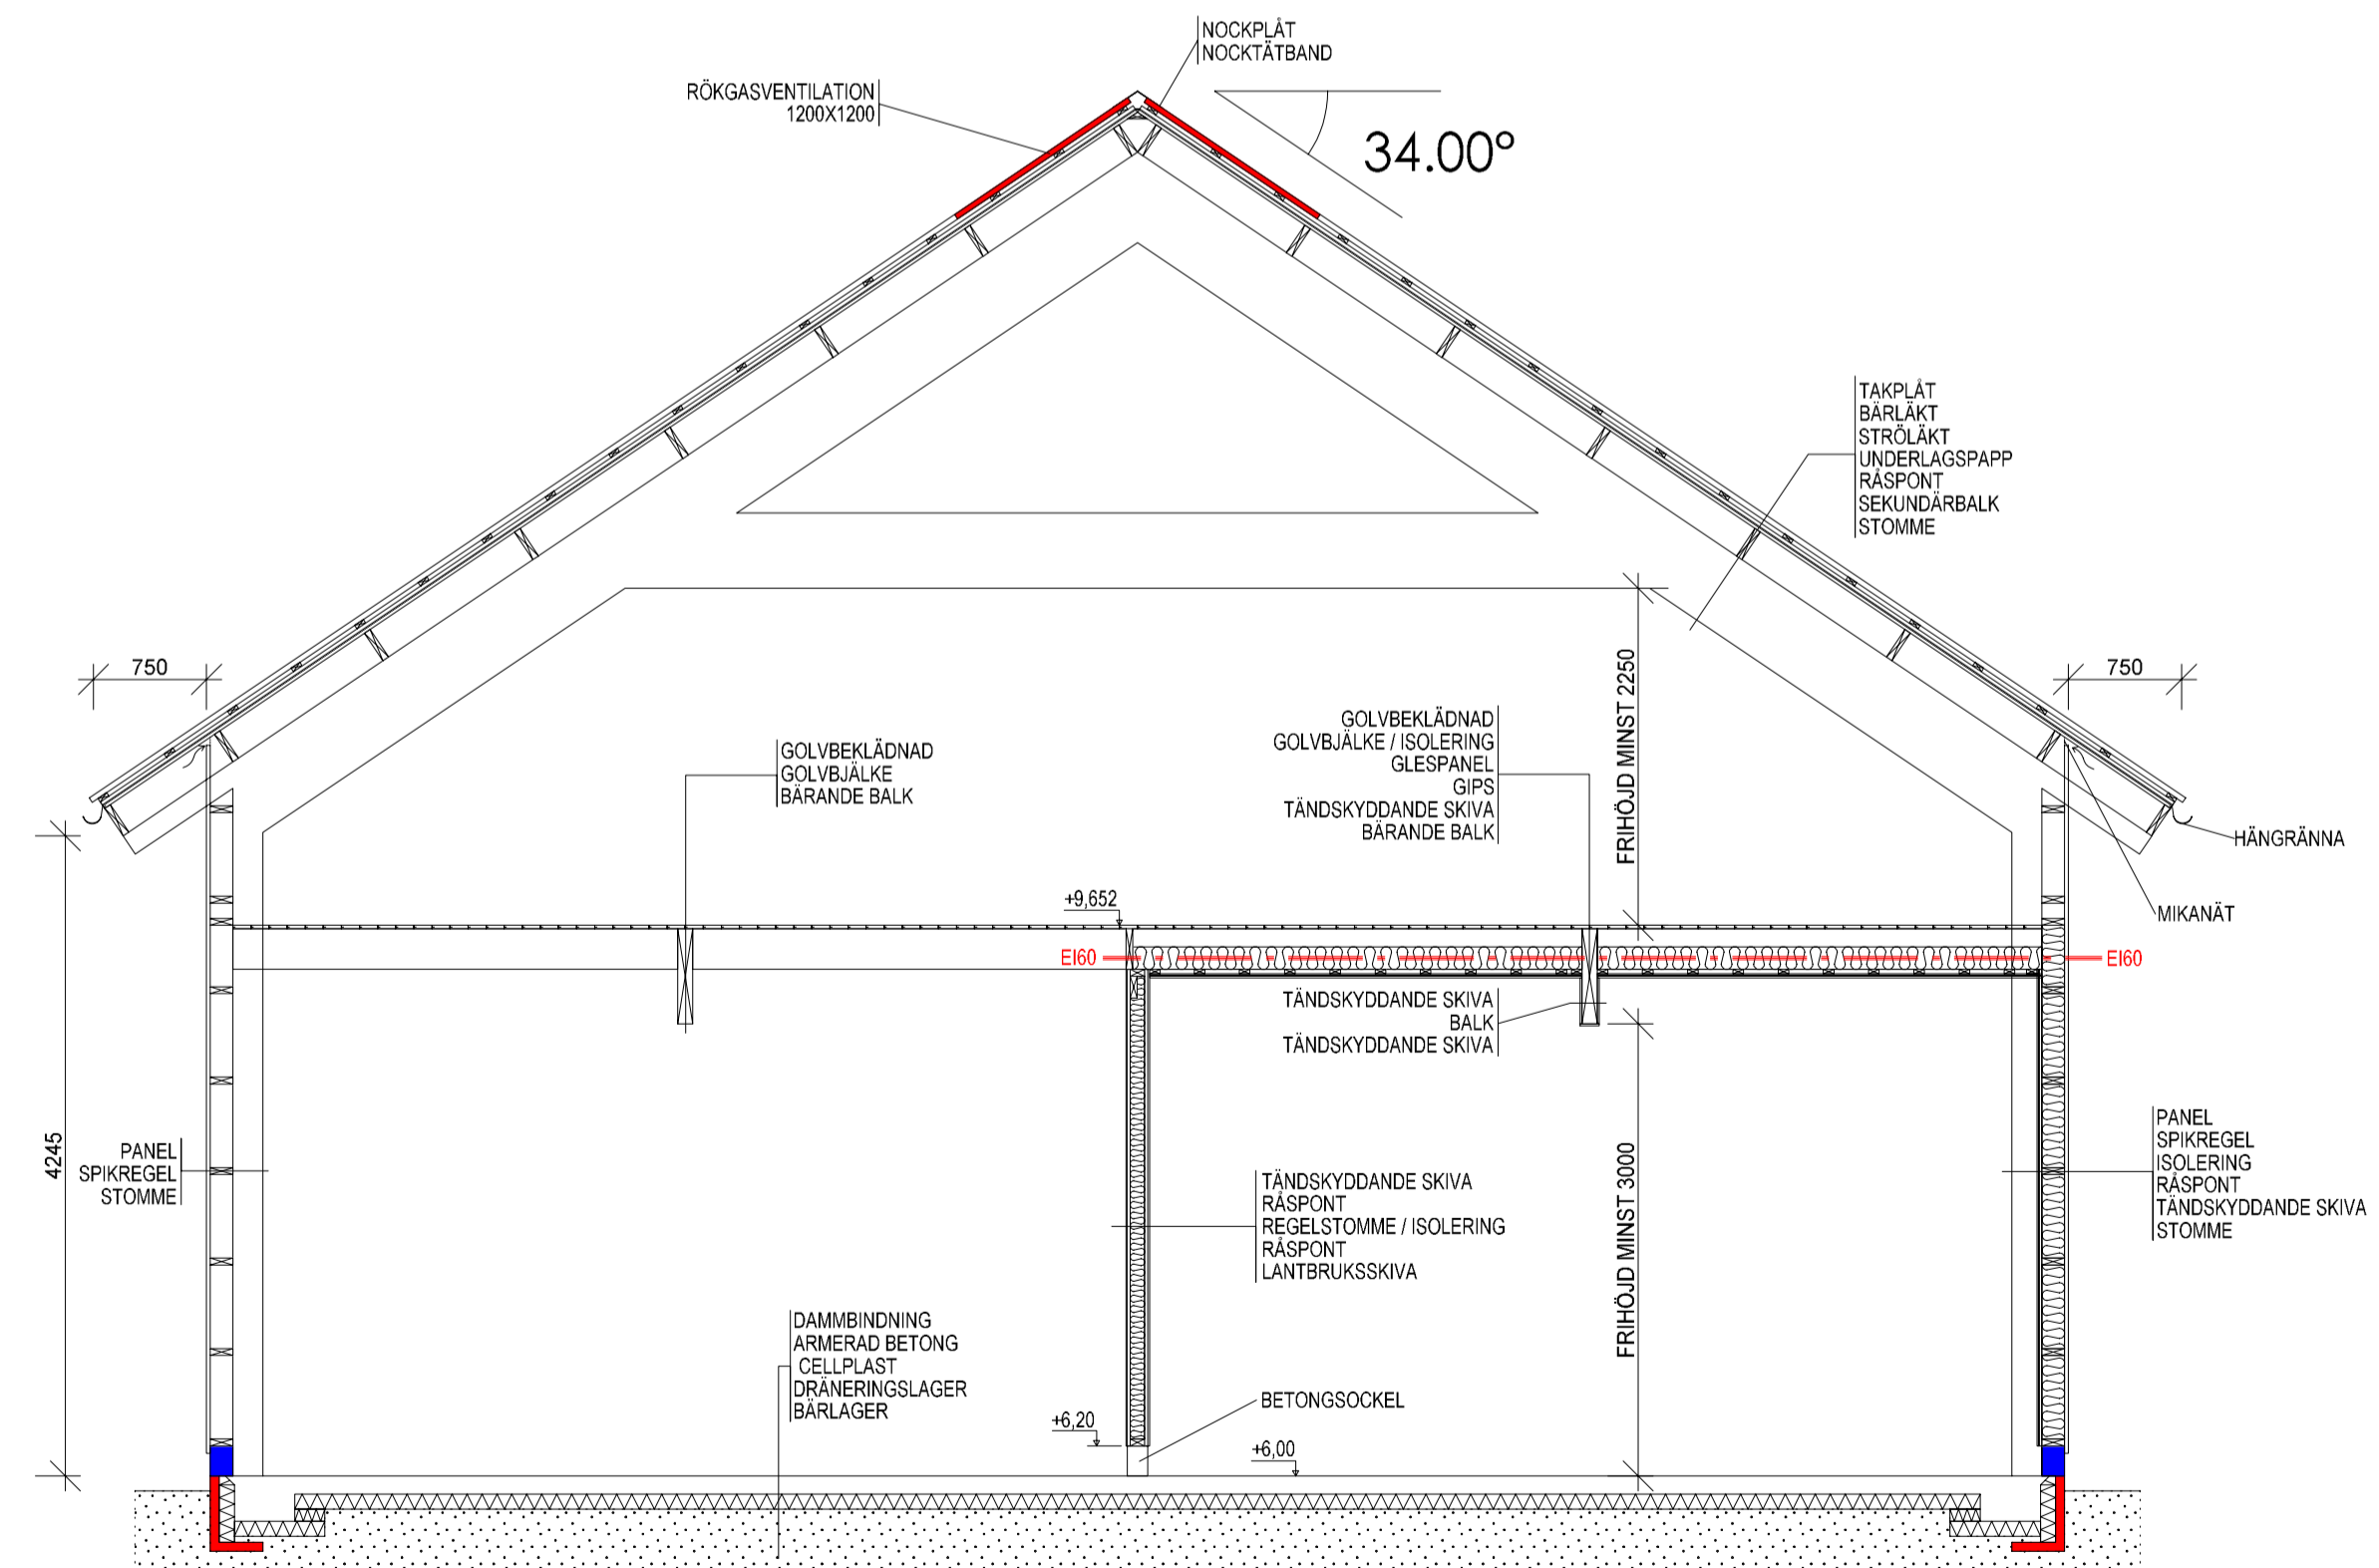 NOCKPLÅT
NOCKTÄTBAND
RÖKGASVENTILATION
1200X1200
34.00°
TAKPLÅT
BÄRLÄKT
STRÖLÄKT
UNDERLAGSPAPP
RÅSPONT
SEKUNDÄRBALK
STOMME
750
750
FRIHÖJD MINST 2250
GOLVBEKLÄDNAD
GOLVBJÄLKE
BÄRANDE BALK
GOLVBEKLÄDNAD
GOLVBJÄLKE / ISOLERING
GLESPANEL
GIPS
TÄNDSKYDDANDE SKIVA
BÄRANDE BALK
HÄNGRÄNNA
MIKANÄT
+9,652
EI60
EI60
TÄNDSKYDDANDE SKIVA
BALK
TÄNDSKYDDANDE SKIVA
4245
PANEL
SPIKREGEL
STOMME
TÄNDSKYDDANDE SKIVA
RÅSPONT
REGELSTOMME / ISOLERING
RÅSPONT
LANTBRUKSSKIVA
FRIHÖJD MINST 3000
PANEL
SPIKREGEL
ISOLERING
RÅSPONT
TÄNDSKYDDANDE SKIVA
STOMME
DAMMBINDNING
ARMERAD BETONG
CELLPLAST
DRÄNERINGSLAGER
BÄRLAGER
BETONGSOCKEL
+6,20
+6,00